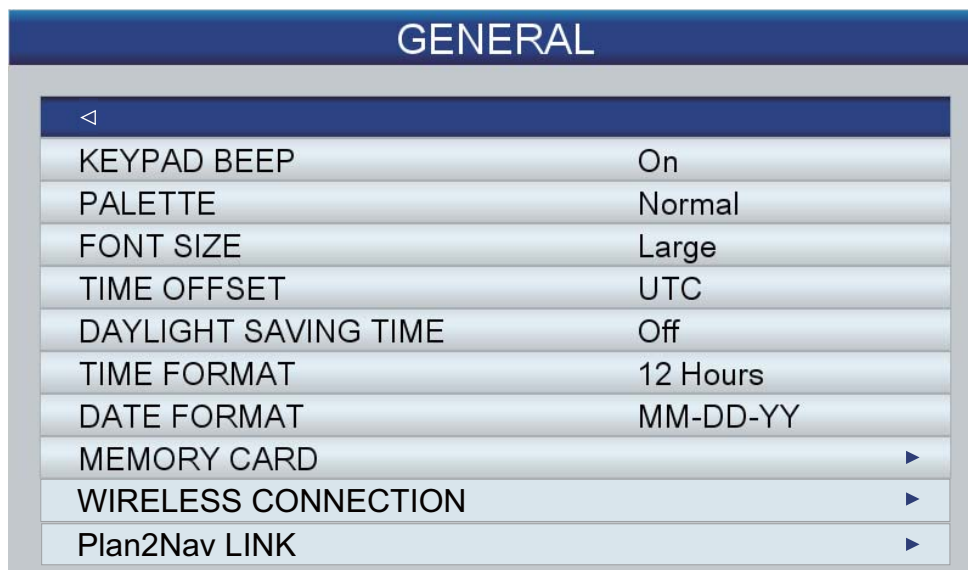 GENERAL
KEYPAD BEEP On
PALETTE Normal
FONT SIZE Large
TIME OFFSET UTC
DAYLIGHT SAVING TIME Off
TIME FORMAT 12 Hours
DATE FORMAT MM-DD-YY
MEMORY CARD
WIRELESS CONNECTION
Plan2Nav LINK